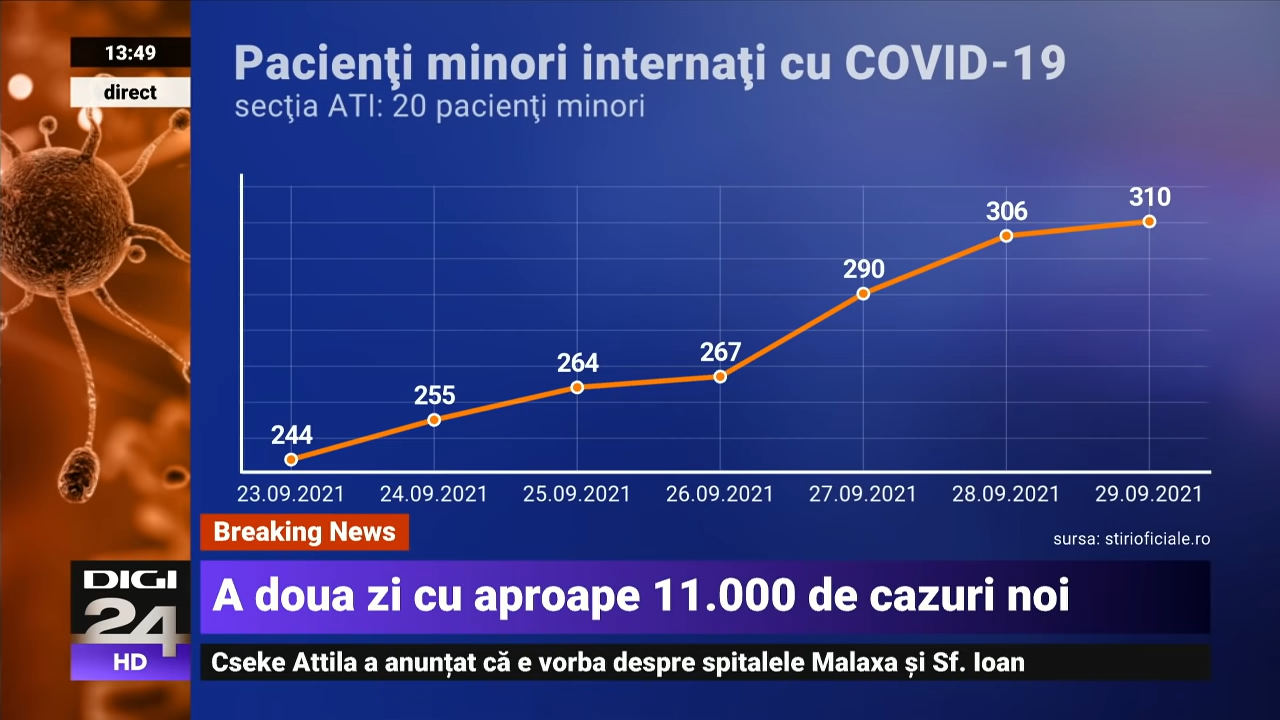 13:49
direct
Pacienţi minori internaţi cu COVID-19
secţia ATI: 20 pacienţi minori
244
255
264
267
290
306
310
23.09.2021
24.09.2021
25.09.2021
26.09.2021
27.09.2021
28.09.2021
29.09.2021
Breaking News
sursa: stirioficiale.ro
DIGI
24
HD
A doua zi cu aproape 11.000 de cazuri noi
Cseke Attila a anunțat că e vorba despre spitalele Malaxa și Sf. Ioan